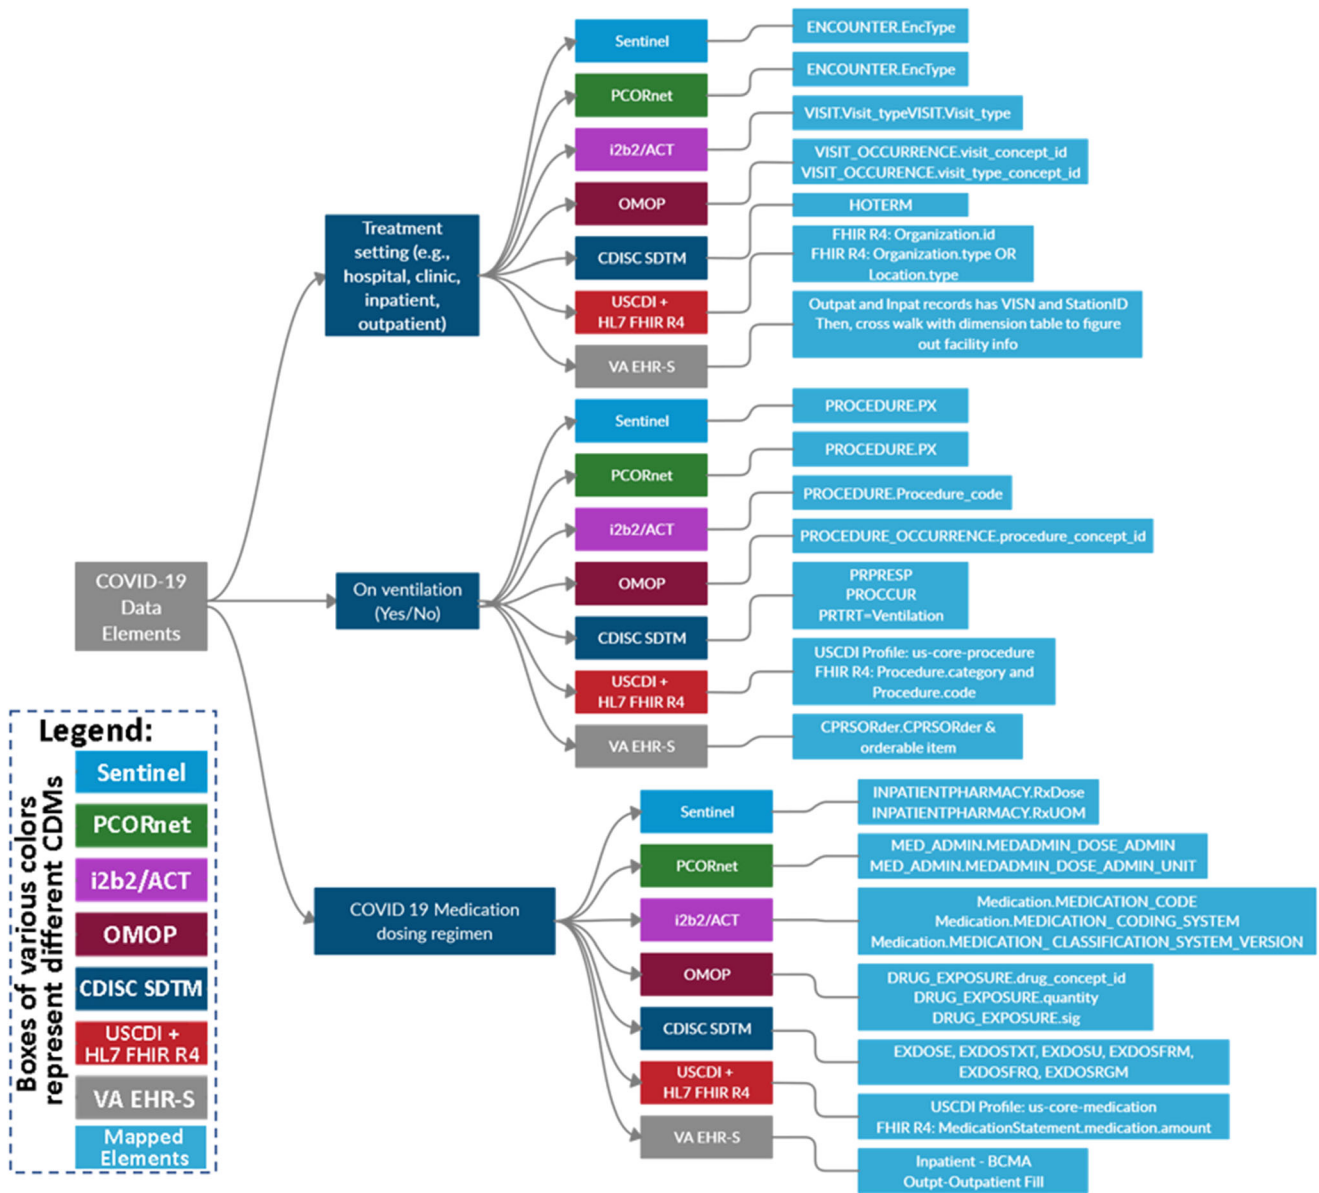 Sentinel
ENCOUNTER.EncType
PCORnet
ENCOUNTER.EncType
i2b2/ACT
VISIT.Visit_typeVISIT.Visit_type
OMOP
VISIT_OCCURRENCE.visit_concept_id
VISIT_OCCURENCE.visit_type_concept_id
CDISC SDTM
HOTERM
USCDI +
HL7 FHIR R4
FHIR R4: Organization.id
FHIR R4: Organization.type OR
Location.type
VA EHR-S
Outpat and Inpat records has VISN and StationID
Then, cross walk with dimension table to figure
out facility info
Treatment
setting (e.g.,
hospital, clinic,
inpatient,
outpatient)
Sentinel
PROCEDURE.PX
PCORnet
PROCEDURE.PX
i2b2/ACT
PROCEDURE.Procedure_code
OMOP
PROCEDURE_OCCURRENCE.procedure_concept_id
CDISC SDTM
PRPRESP
PROCCUR
PRTRT=Ventilation
USCDI +
HL7 FHIR R4
USCDI Profile: us-core-procedure
FHIR R4: Procedure.category and
Procedure.code
VA EHR-S
CPRSORder.CPRSORder &
orderable item
COVID-19
Data
Elements
On ventilation
(Yes/No)
COVID 19 Medication
dosing regimen
Sentinel
INPATIENTPHARMACY.RxDose
INPATIENTPHARMACY.RxUOM
PCORnet
MED_ADMIN.MEDADMIN_DOSE_ADMIN
MED_ADMIN.MEDADMIN_DOSE_ADMIN_UNIT
i2b2/ACT
Medication.MEDICATION_CODE
Medication.MEDICATION_ CODING_SYSTEM
Medication.MEDICATION_ CLASSIFICATION_SYSTEM_VERSION
OMOP
DRUG_EXPOSURE.drug_concept_id
DRUG_EXPOSURE.quantity
DRUG_EXPOSURE.sig
CDISC SDTM
EXDOSE, EXDOSTXT, EXDOSU, EXDOSFRM,
EXDOSFRQ, EXDOSRGM
USCDI +
HL7 FHIR R4
USCDI Profile: us-core-medication
FHIR R4: MedicationStatement.medication.amount
VA EHR-S
Inpatient - BCMA
Outpt-Outpatient Fill
Legend:
Boxes of various colors
represent different CDMs
Sentinel
PCORnet
i2b2/ACT
OMOP
CDISC SDTM
USCDI +
HL7 FHIR R4
VA EHR-S
Mapped
Elements